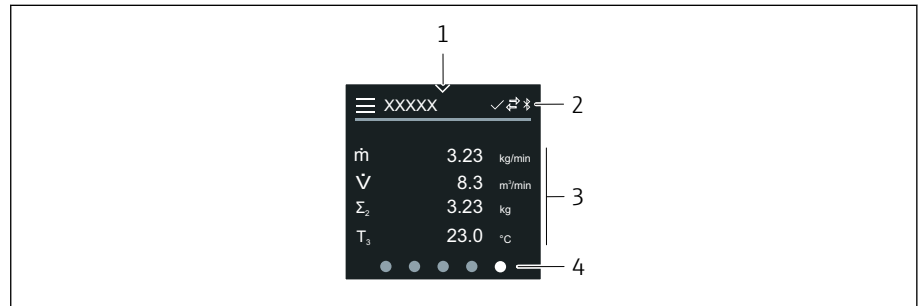 1
XXXXX
2
ṁ 3.23 kg/min
V̇ 8.3 m³/min
Σ₂ 3.23 kg
T₃ 23.0 °C
3
4